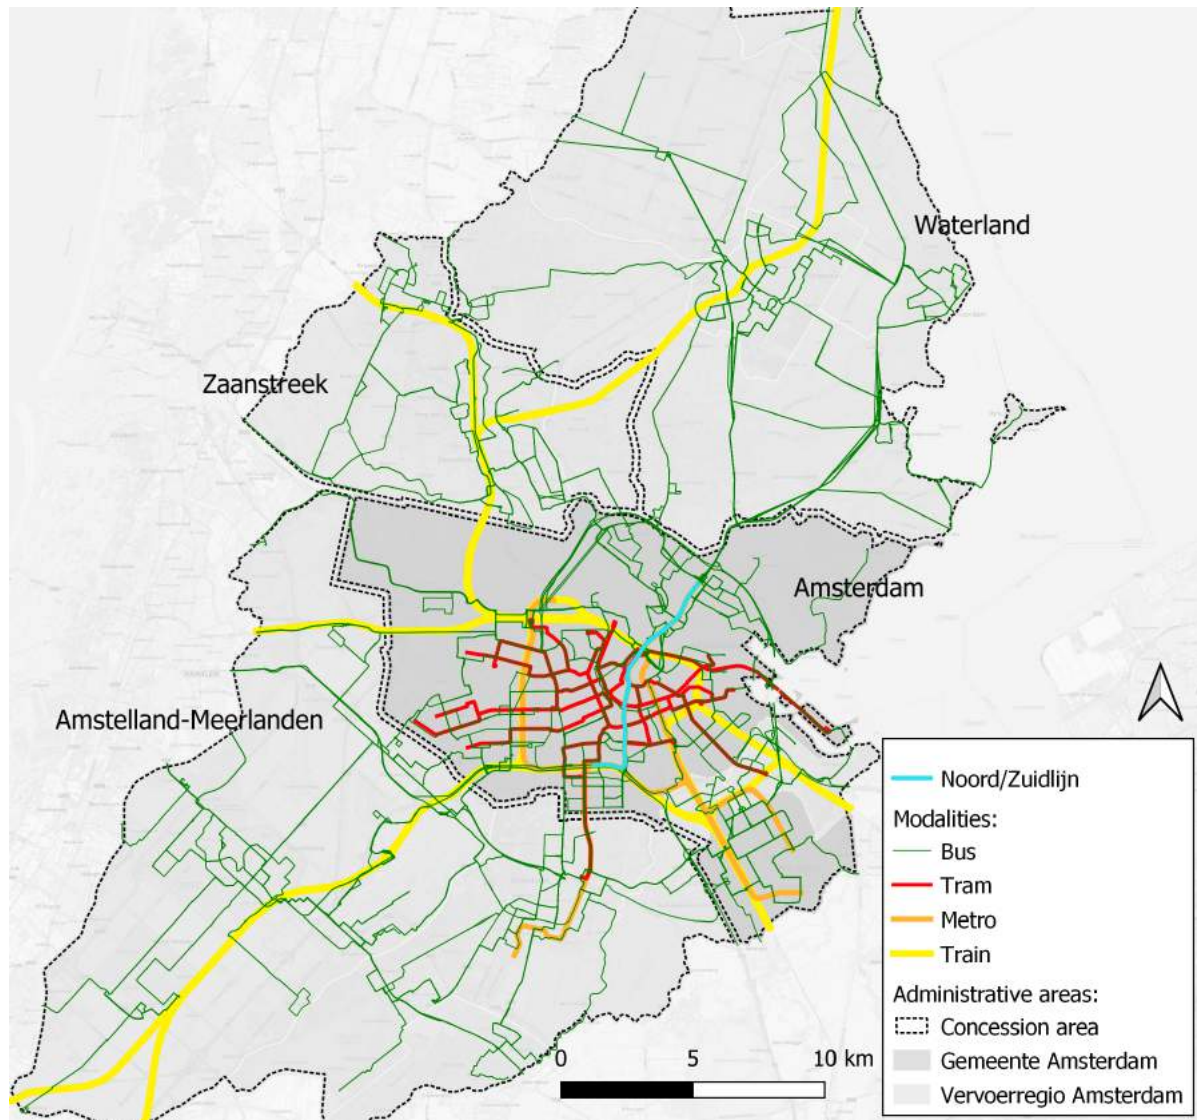 Waterland
Zaanstreek
Amsterdam
Amstelland-Meerlanden
Noord/Zuidlijn
Modalities:
Bus
Tram
Metro
Train
Administrative areas:
Concession area
Gemeente Amsterdam
Vervoerregio Amsterdam
0 5 10 km